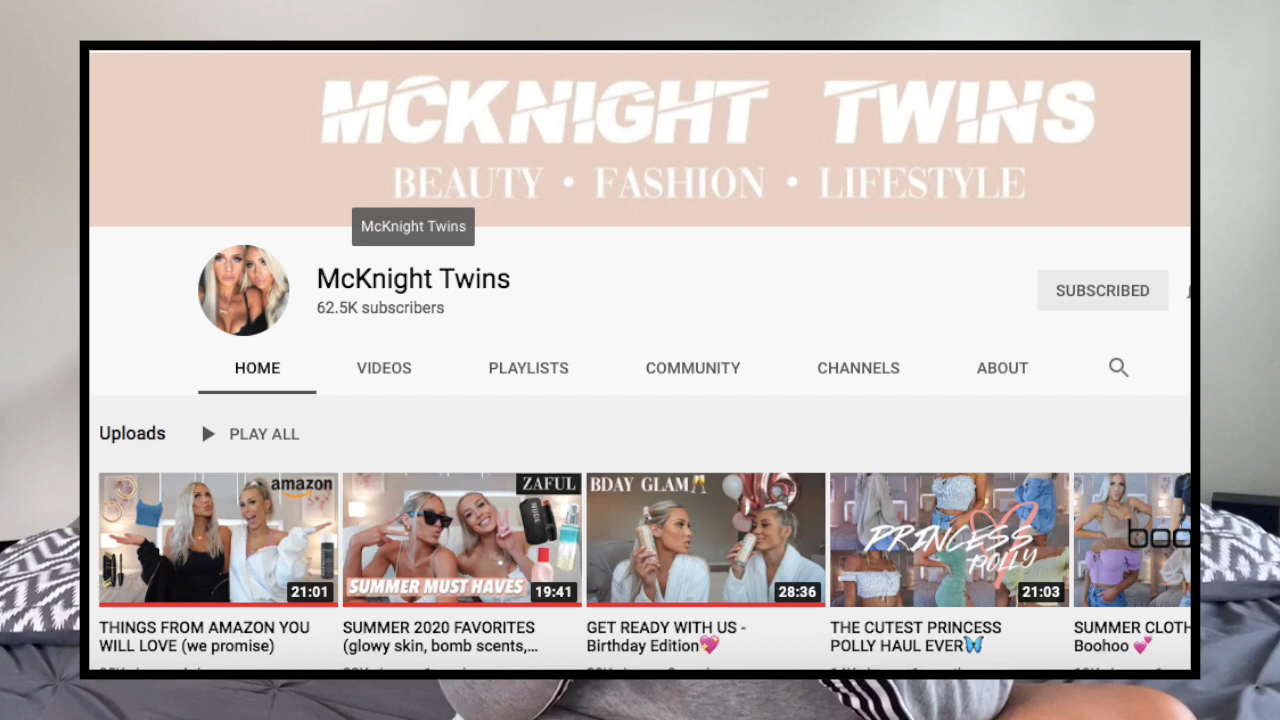 McKNIGHT TWINS
BEAUTY • FASHION • LIFESTYLE
McKnight Twins
McKnight Twins
62.5K subscribers
SUBSCRIBED
HOME VIDEOS PLAYLISTS COMMUNITY CHANNELS ABOUT
Uploads PLAY ALL
amazon
21:01
ZAFUL
SUMMER MUST HAVES 19:41
BDAY GLAM🥂
28:36
PRINCESS
POLLY
21:03
boo
THINGS FROM AMAZON YOU
WILL LOVE (we promise)
SUMMER 2020 FAVORITES
(glowy skin, bomb scents,...
GET READY WITH US -
Birthday Edition💖
THE CUTEST PRINCESS
POLLY HAUL EVER🦋
SUMMER CLOTH
Boohoo 💕